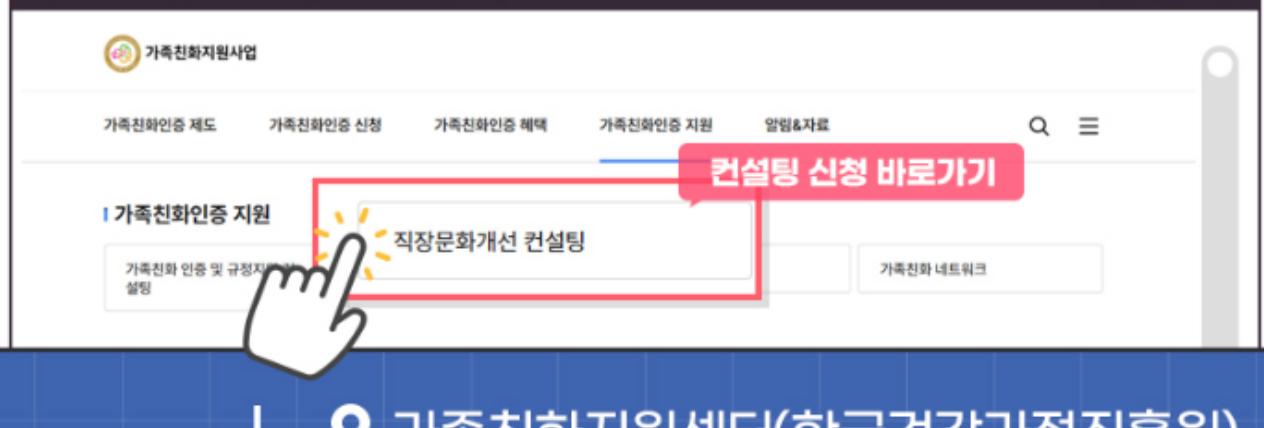 가족친화지원사업
가족친화인증 제도 가족친화인증 신청 가족친화인증 혜택 가족친화인증 지원 알림&자료
컨설팅 신청 바로가기
가족친화인증 지원
직장문화개선 컨설팅
가족친화 인증 및 규정
설팅
가족친화 네트워크